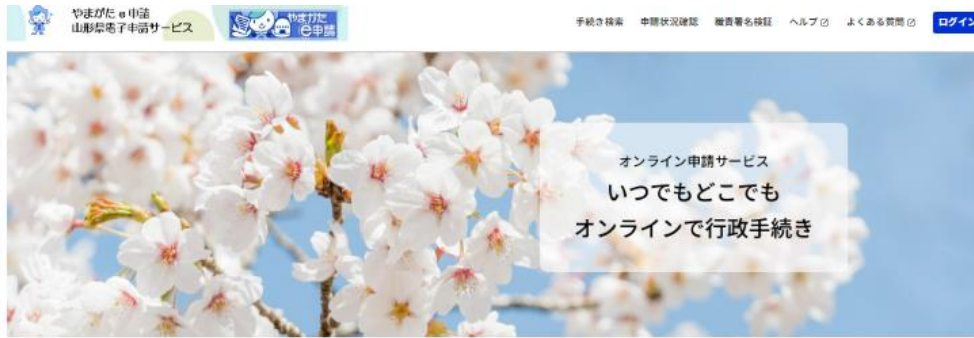 やまがたe申請
山形県電子申請サービス
やまがた
e申請
手続き検索
申請状況確認
職責署名検証
ヘルプ
よくある質問
ログイン
オンライン申請サービス
いつでもどこでも
オンラインで行政手続き